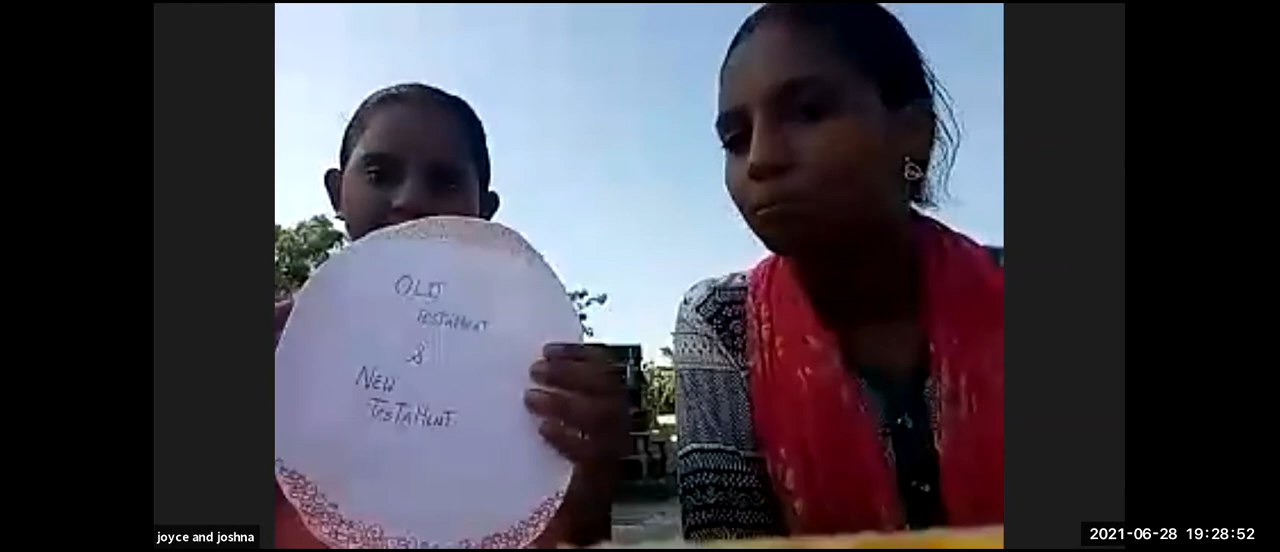 OLD
TESTAMENT
&
NEW
TESTAMENT
joyce and joshna
2021-06-28 19:28:52